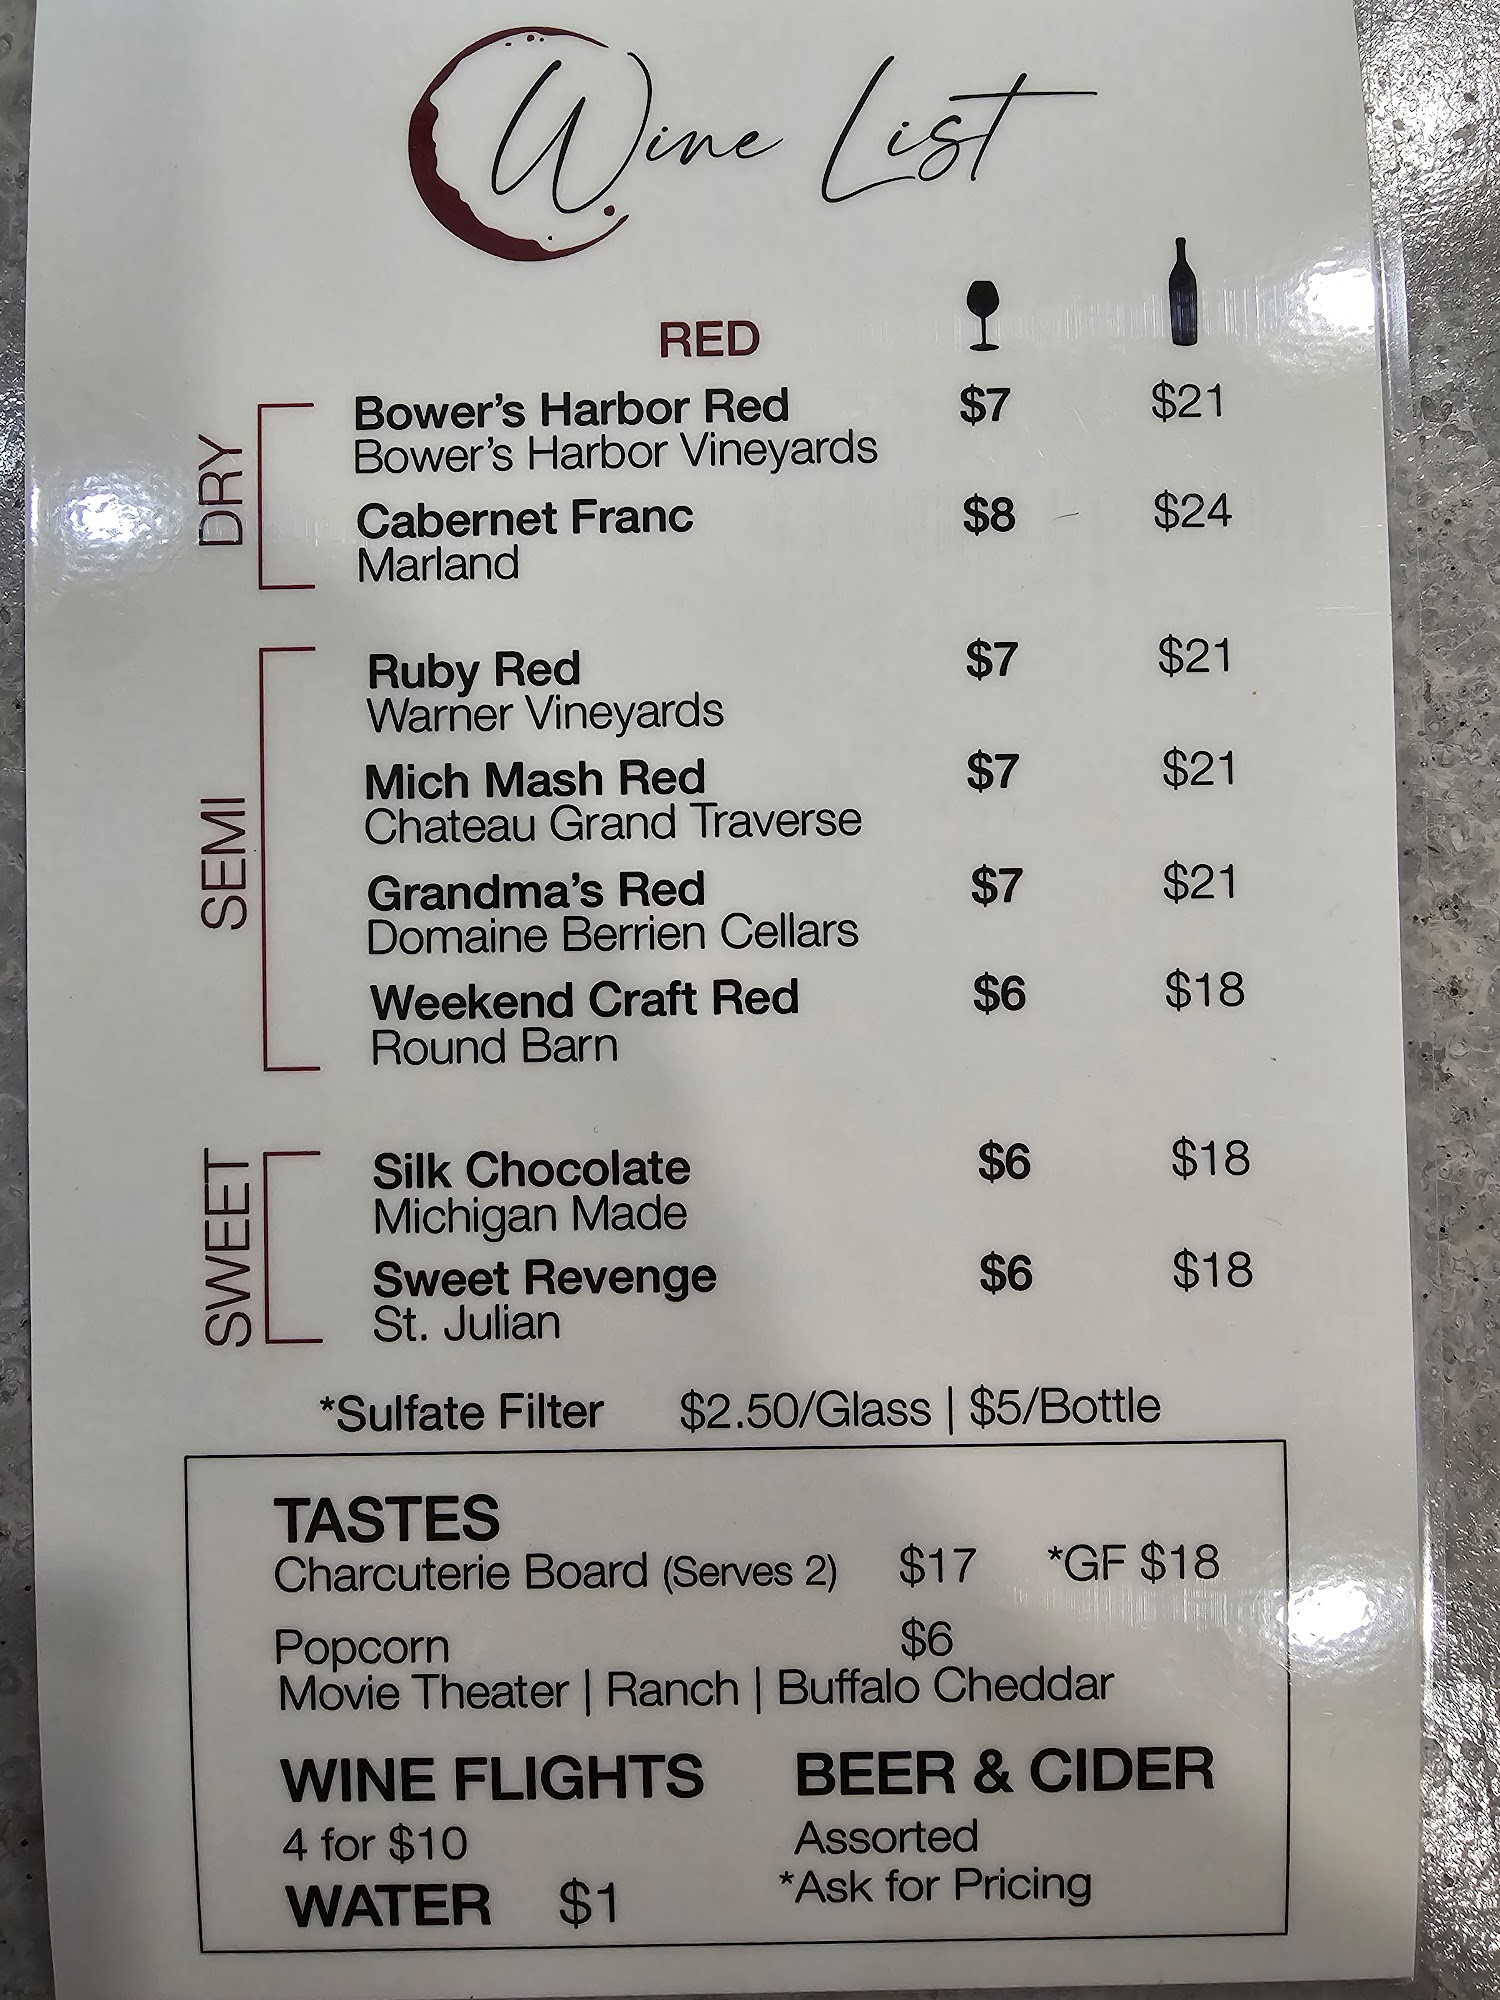 Wine List
RED
DRY
Bower's Harbor Red $7 $21
Bower's Harbor Vineyards
Cabernet Franc $8 $24
Marland
SEMI
Ruby Red $7 $21
Warner Vineyards
Mich Mash Red $7 $21
Chateau Grand Traverse
Grandma's Red $7 $21
Domaine Berrien Cellars
Weekend Craft Red $6 $18
Round Barn
SWEET
Silk Chocolate $6 $18
Michigan Made
Sweet Revenge $6 $18
St. Julian
*Sulfate Filter $2.50/Glass | $5/Bottle
TASTES
Charcuterie Board (Serves 2) $17 *GF $18
Popcorn $6
Movie Theater | Ranch | Buffalo Cheddar
WINE FLIGHTS
4 for $10
WATER $1
BEER & CIDER
Assorted
*Ask for Pricing